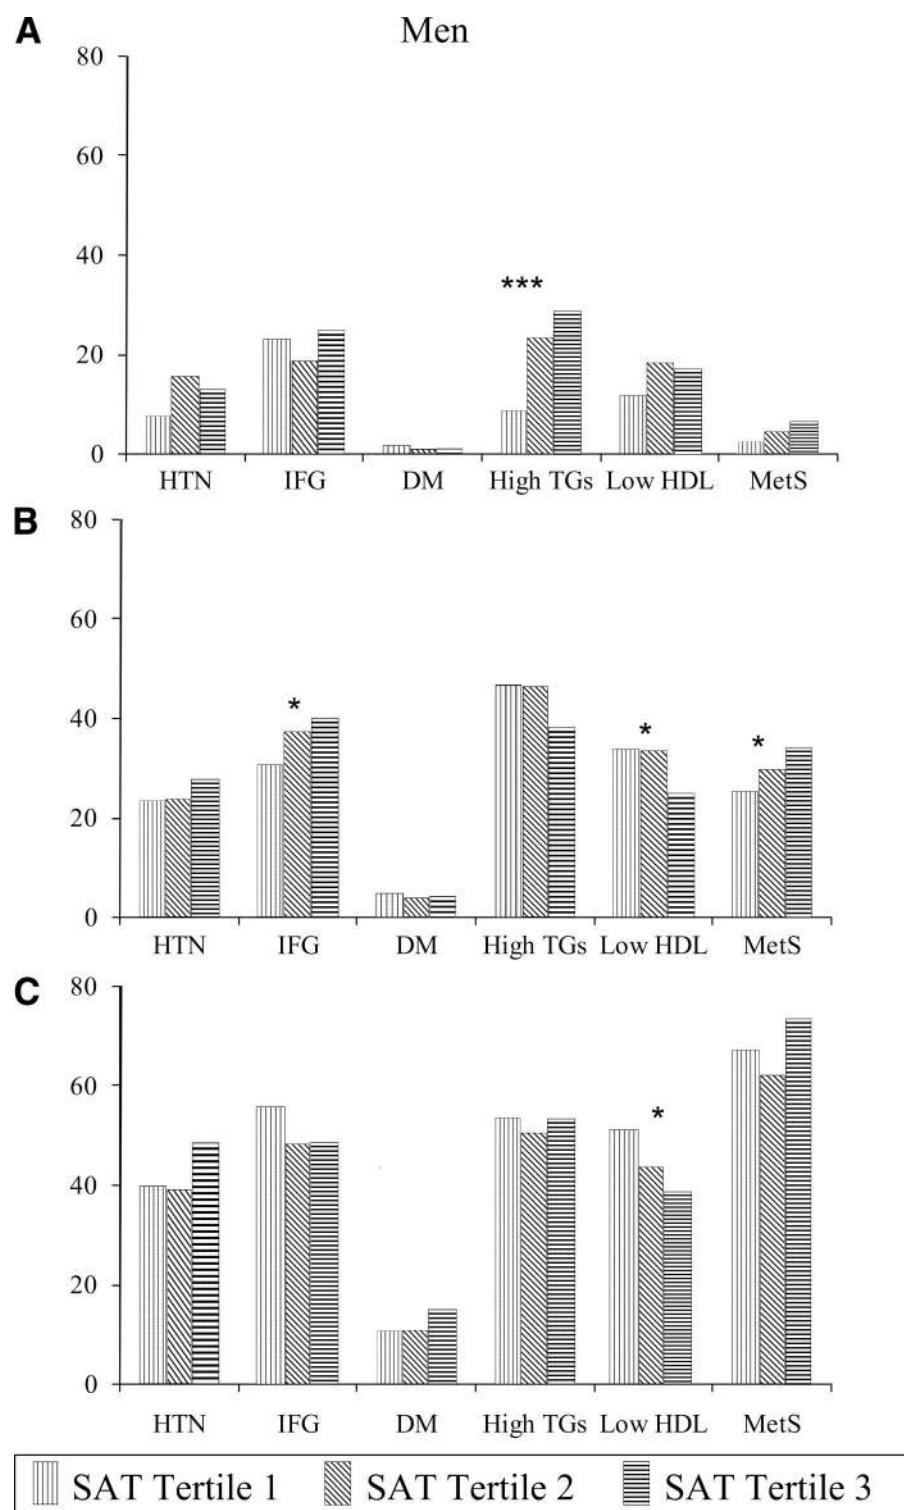 A
Men
80
60
40
***
20
0
HTN IFG DM High TGs Low HDL MetS
B
80
60
40
* * *
20
0
HTN IFG DM High TGs Low HDL MetS
C
80
60
*
40
20
0
HTN IFG DM High TGs Low HDL MetS
SAT Tertile 1 SAT Tertile 2 SAT Tertile 3